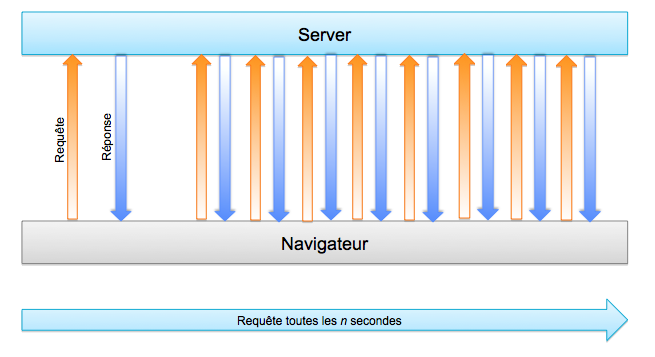 Server
Requête
Réponse
Navigateur
Requête toutes les n secondes